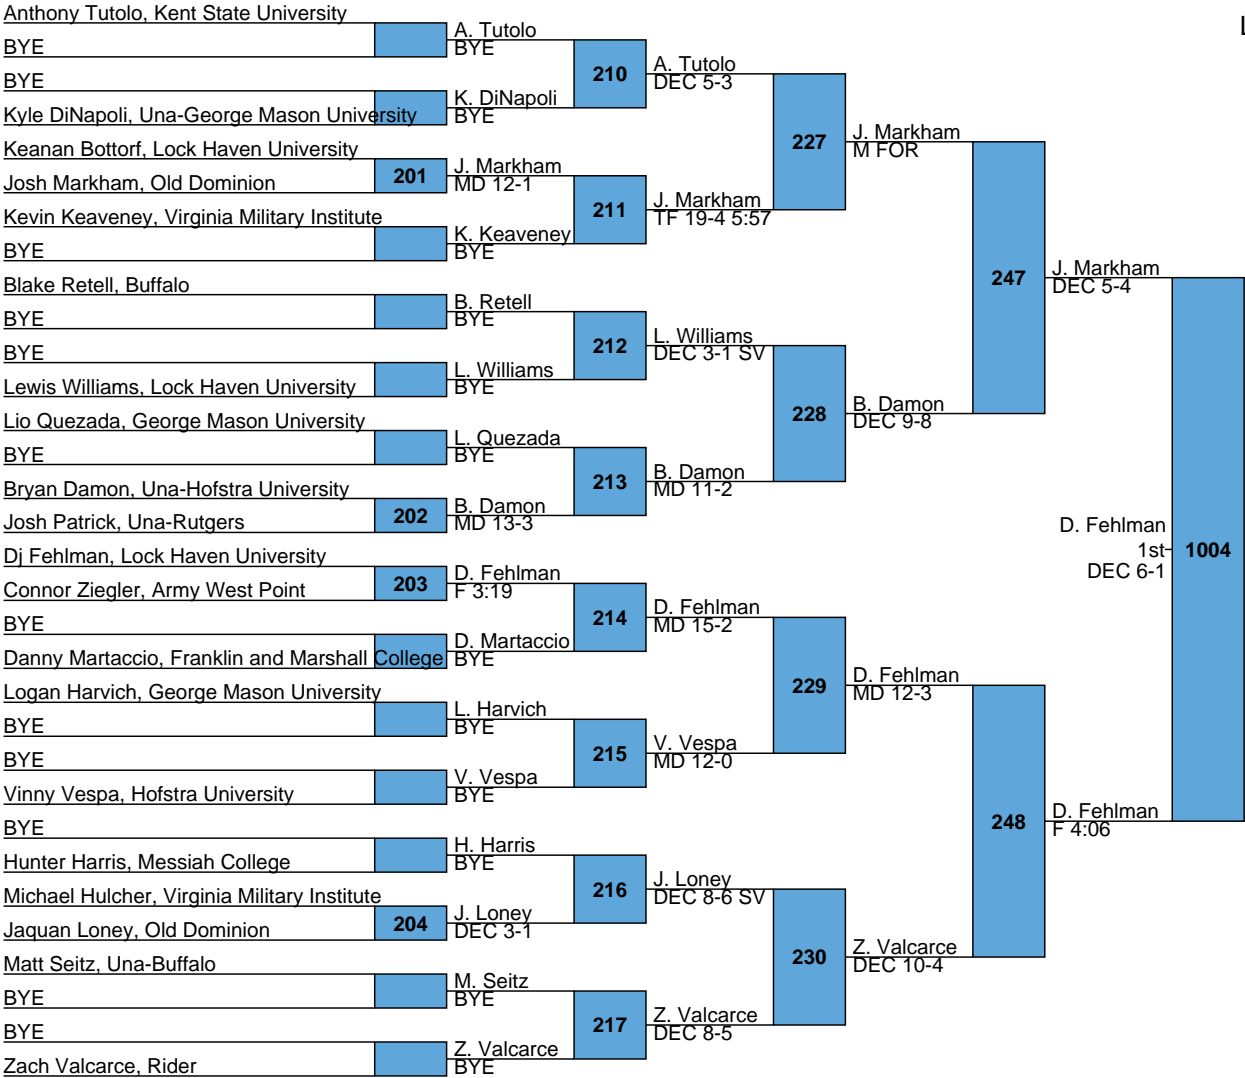 Anthony Tutolo, Kent State University
BYE
BYE
Kyle DiNapoli, Una-George Mason University
Keanan Bottorf, Lock Haven University
Josh Markham, Old Dominion
Kevin Keaveney, Virginia Military Institute
BYE
Blake Retell, Buffalo
BYE
BYE
Lewis Williams, Lock Haven University
Lio Quezada, George Mason University
BYE
Bryan Damon, Una-Hofstra University
Josh Patrick, Una-Rutgers
Dj Fehlman, Lock Haven University
Connor Ziegler, Army West Point
BYE
Danny Martaccio, Franklin and Marshall College
Logan Harvich, George Mason University
BYE
BYE
Vinny Vespa, Hofstra University
BYE
Hunter Harris, Messiah College
Michael Hulcher, Virginia Military Institute
Jaquan Loney, Old Dominion
Matt Seitz, Una-Buffalo
BYE
BYE
Zach Valcarce, Rider
201
202
203
204
A. Tutolo
BYE
K. DiNapoli
BYE
J. Markham
MD 12-1
K. Keaveney
BYE
B. Retell
BYE
L. Williams
BYE
L. Quezada
BYE
B. Damon
MD 13-3
D. Fehlman
F 3:19
D. Martaccio
BYE
L. Harvich
BYE
V. Vespa
BYE
H. Harris
BYE
J. Loney
DEC 3-1
M. Seitz
BYE
Z. Valcarce
BYE
210
211
212
213
214
215
216
217
A. Tutolo
DEC 5-3
J. Markham
TF 19-4 5:57
L. Williams
DEC 3-1 SV
B. Damon
MD 11-2
D. Fehlman
MD 15-2
V. Vespa
MD 12-0
J. Loney
DEC 8-6 SV
Z. Valcarce
DEC 8-5
227
228
229
230
J. Markham
M FOR
B. Damon
DEC 9-8
D. Fehlman
MD 12-3
Z. Valcarce
DEC 10-4
247
248
J. Markham
DEC 5-4
D. Fehlman
F 4:06
D. Fehlman
1st
DEC 6-1
1004